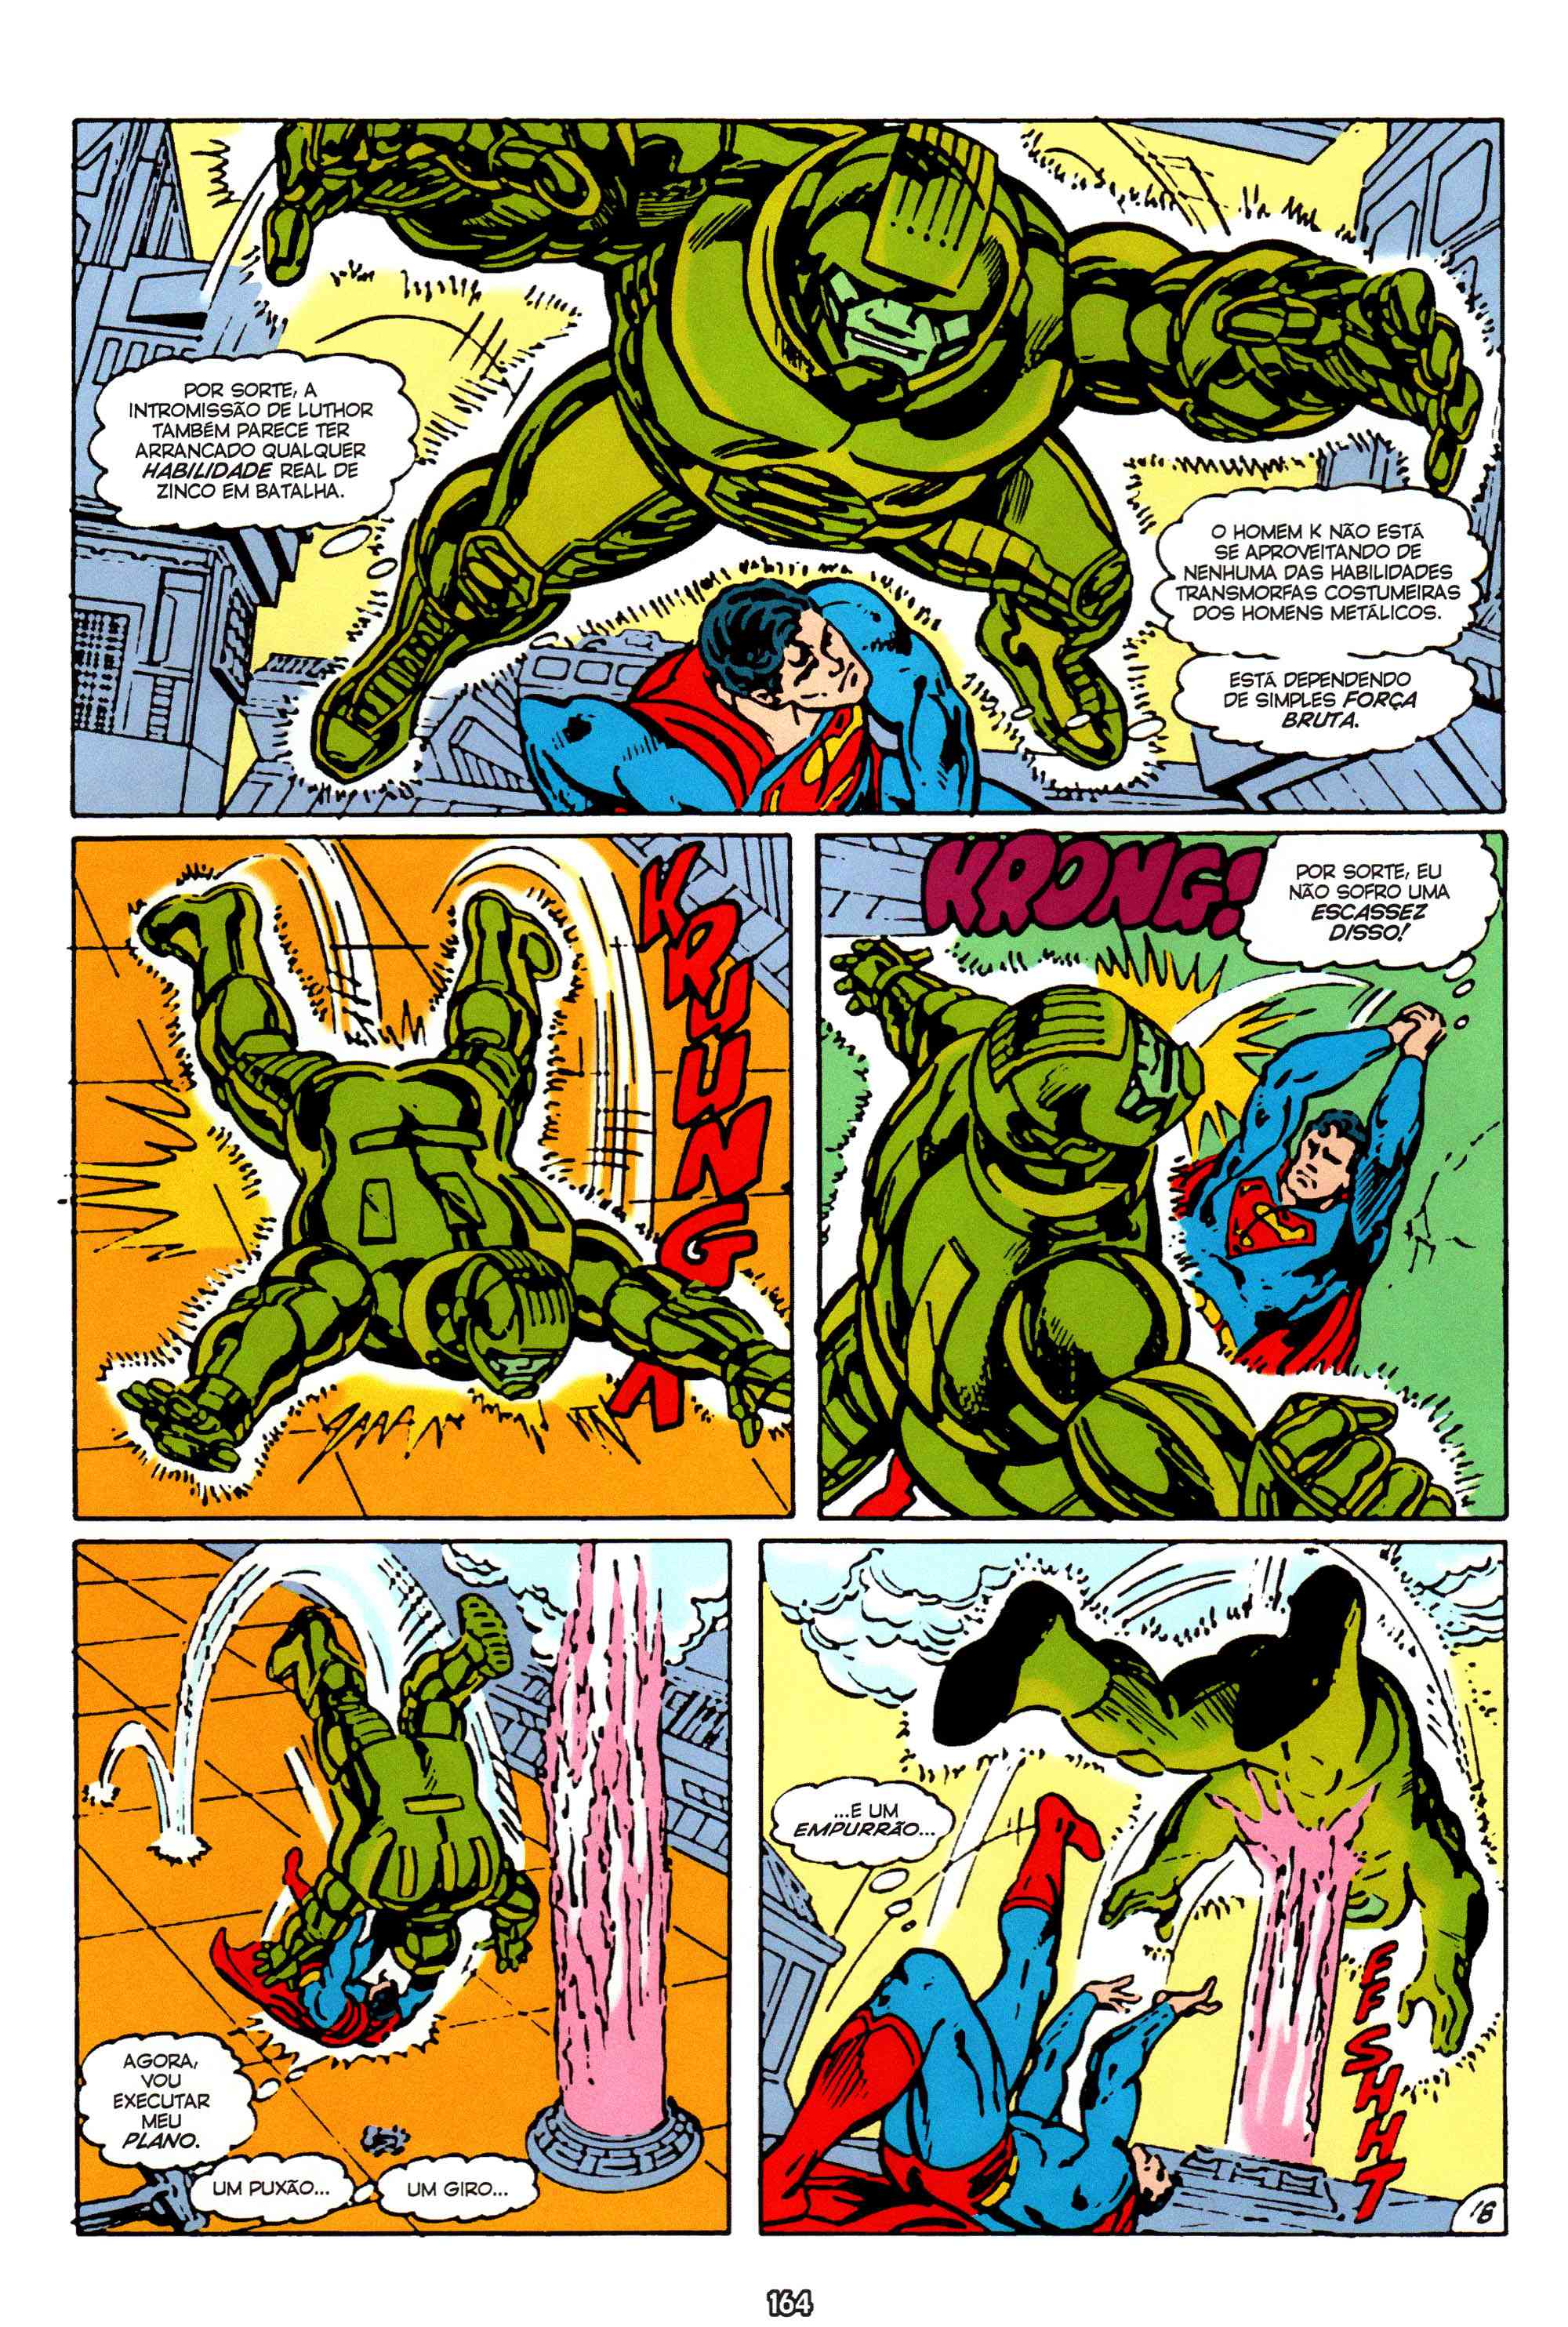 POR SORTE, A
INTROMISSÃO DE LUTHOR
TAMBÉM PARECE TER
ARRANCADO QUALQUER
HABILIDADE REAL DE
ZINCO EM BATALHA.
O HOMEM K NÃO ESTÁ
SE APROVEITANDO DE
NENHUMA DAS HABILIDADES
TRANSMORFAS COSTUMEIRAS
DOS HOMENS METÁLICOS.
ESTÁ DEPENDENDO
DE SIMPLES FORÇA
BRUTA.
KRUUNGA
KRONG!
POR SORTE, EU
NÃO SOFRO UMA
ESCASSEZ
DISSO!
AGORA,
VOU
EXECUTAR
MEU
PLANO.
UM PUXÃO...
UM GIRO...
...E UM
EMPURRÃO...
FFSHHT
18
164